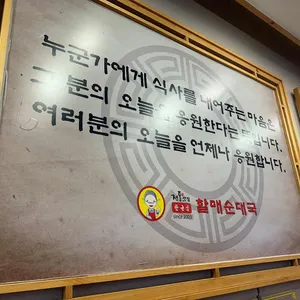 누군가에게 식사를 내어주는 마음은
그 분의 오늘을 응원한다는 뜻입니다.
여러분의 오늘을 언제나 응원합니다.
since
할매순대국